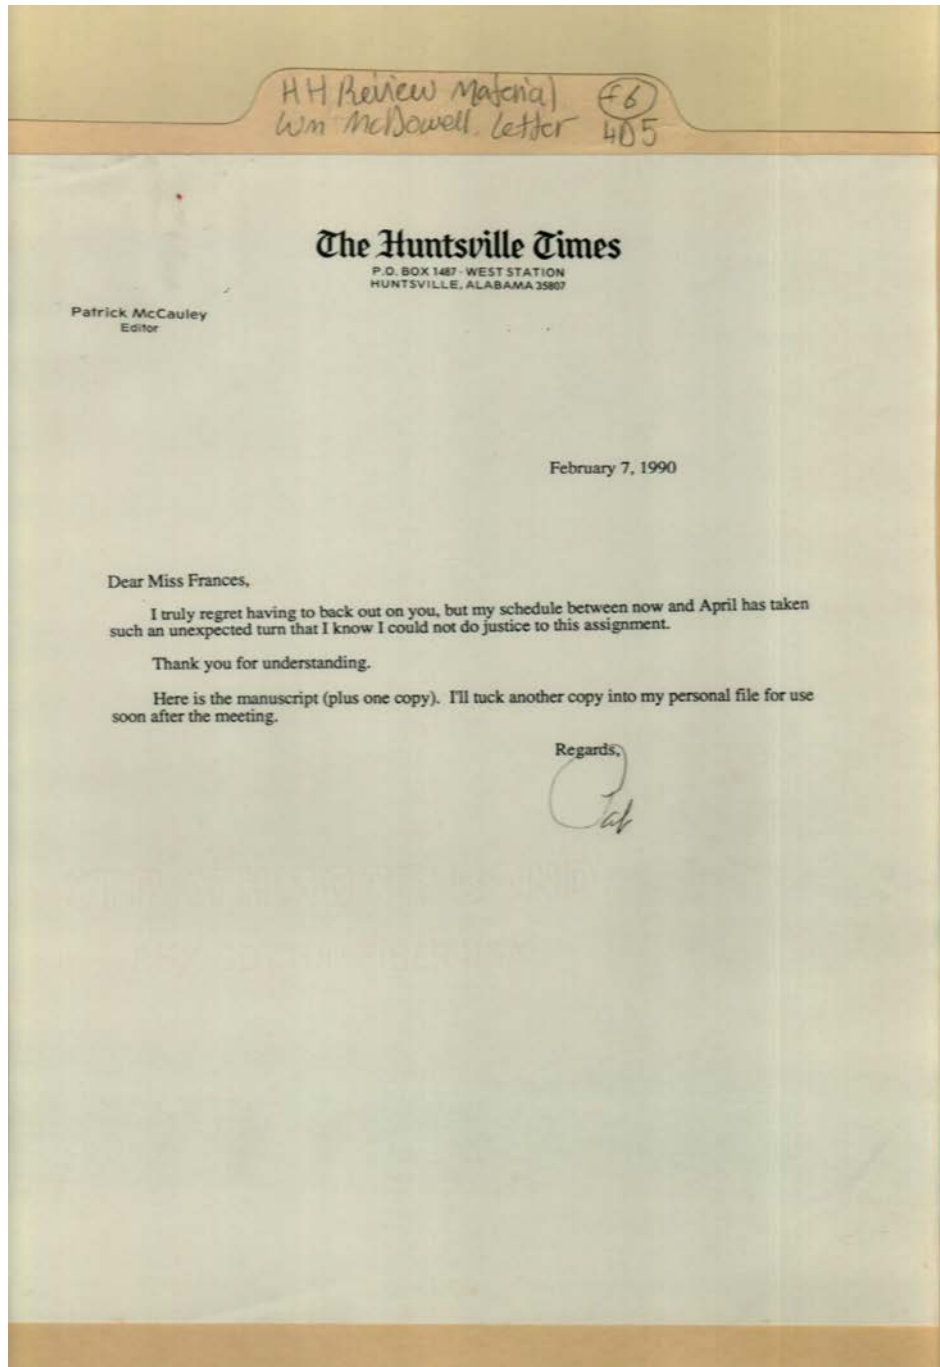 HH Review Material F6
Wm McDowell. Letter 4D5
The Huntsville Times
P.O. BOX 1487 - WEST STATION
HUNTSVILLE, ALABAMA 35807
Patrick McCauley
Editor
February 7, 1990
Dear Miss Frances,
I truly regret having to back out on you, but my schedule between now and April has taken
such an unexpected turn that I know I could not do justice to this assignment.
Thank you for understanding.
Here is the manuscript (plus one copy). I'll tuck another copy into my personal file for use
soon after the meeting.
Regards,
Pat